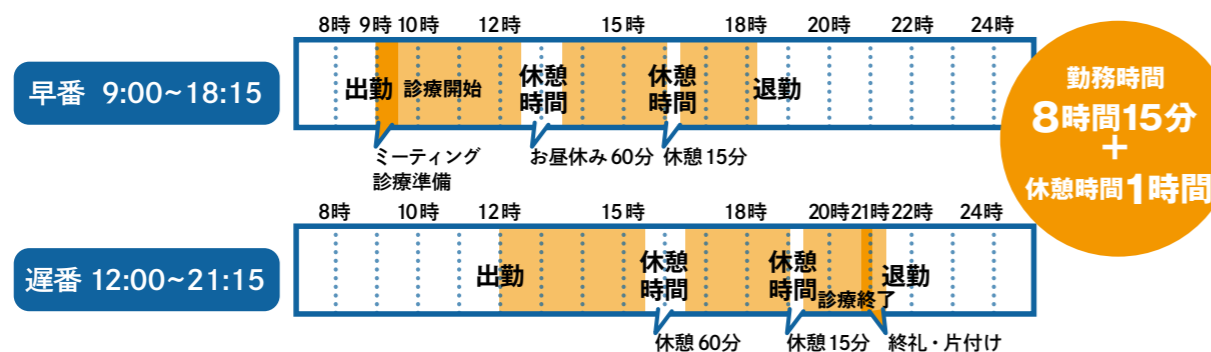 8時 9時 10時 12時 15時 18時 20時 22時 24時
早番 9:00~18:15
出勤 診療開始 休憩時間 休憩時間 退勤
ミーティング
診療準備
お昼休み 60分 休憩 15分
勤務時間
8時間15分
+
休憩時間1時間
8時 10時 12時 15時 18時 20時 21時 22時 24時
遅番 12:00~21:15
出勤 休憩時間 休憩時間 診療終了 退勤
休憩 60分 休憩 15分 終礼・片付け